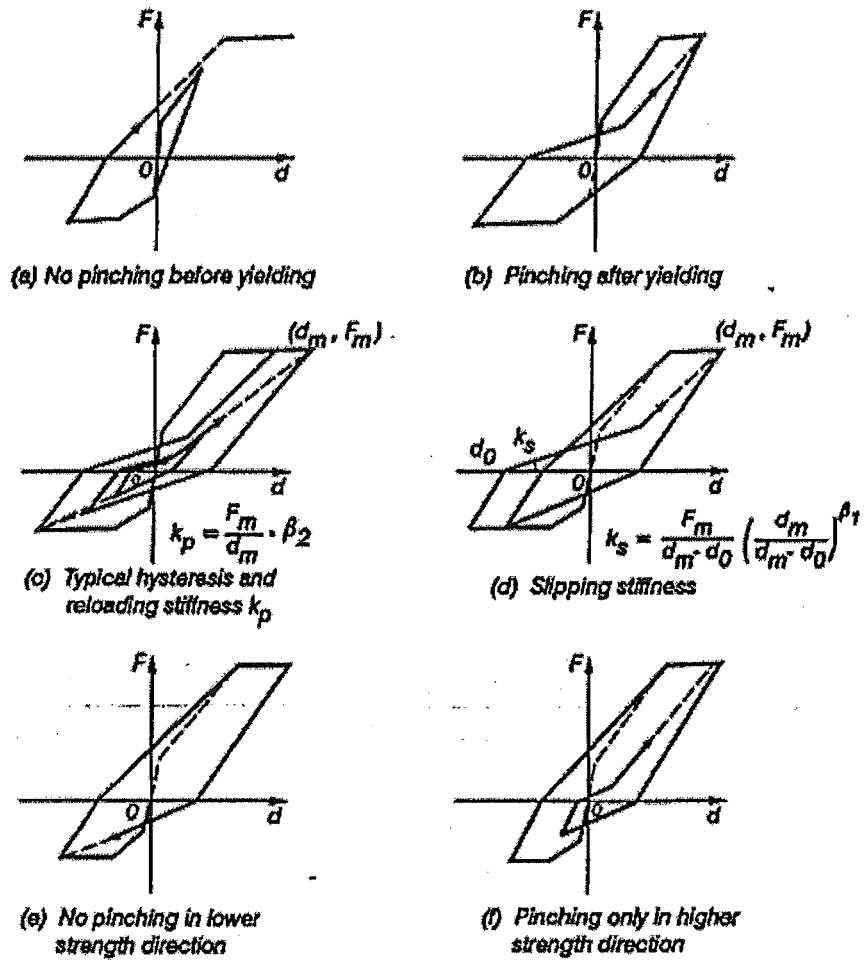 F
0
d
(a) No pinching before yielding
F
0
d
(b) Pinching after yielding
F
(d_m, F_m)
0
d
k_p = F_m / d_m · β_2
(c) Typical hysteresis and
reloading stiffness k_p
F
(d_m, F_m)
d_0
k_s
0
d
k_s = F_m / d_m - d_0 (d_m / d_m - d_0)^β_1
(d) Slipping stiffness
F
0
d
(e) No pinching in lower
strength direction
F
0
d
(f) Pinching only in higher
strength direction